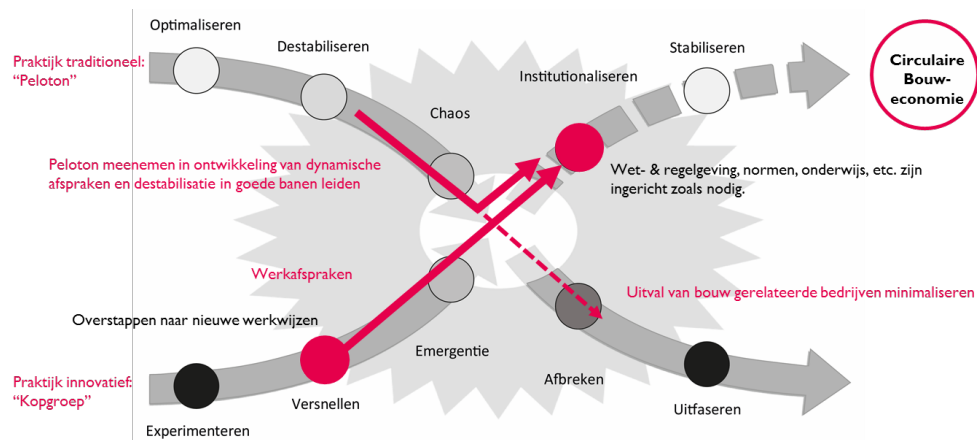 Optimaliseren
Destabiliseren
Stabiliseren
Praktijk traditioneel:
“Peloton”
Institutionaliseren
Circulaire
Bouw-
economie
Chaos
Peloton meenemen in ontwikkeling van dynamische
afspraken en destabilisatie in goede banen leiden
Wet- & regelgeving, normen, onderwijs, etc. zijn
ingericht zoals nodig.
Werkafspraken
Uitval van bouw gerelateerde bedrijven minimaliseren
Overstappen naar nieuwe werkwijzen
Emergentie
Afbreken
Praktijk innovatief:
“Kopgroep”
Versnellen
Uitfaseren
Experimenteren